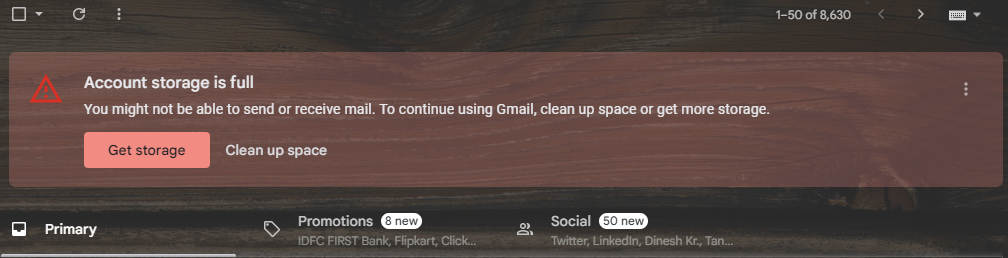 1–50 of 8,630
Account storage is full
You might not be able to send or receive mail. To continue using Gmail, clean up space or get more storage.
Get storage Clean up space
Primary
Promotions 8 new
IDFC FIRST Bank, Flipkart, Click...
Social 50 new
Twitter, LinkedIn, Dinesh Kr., Tan...